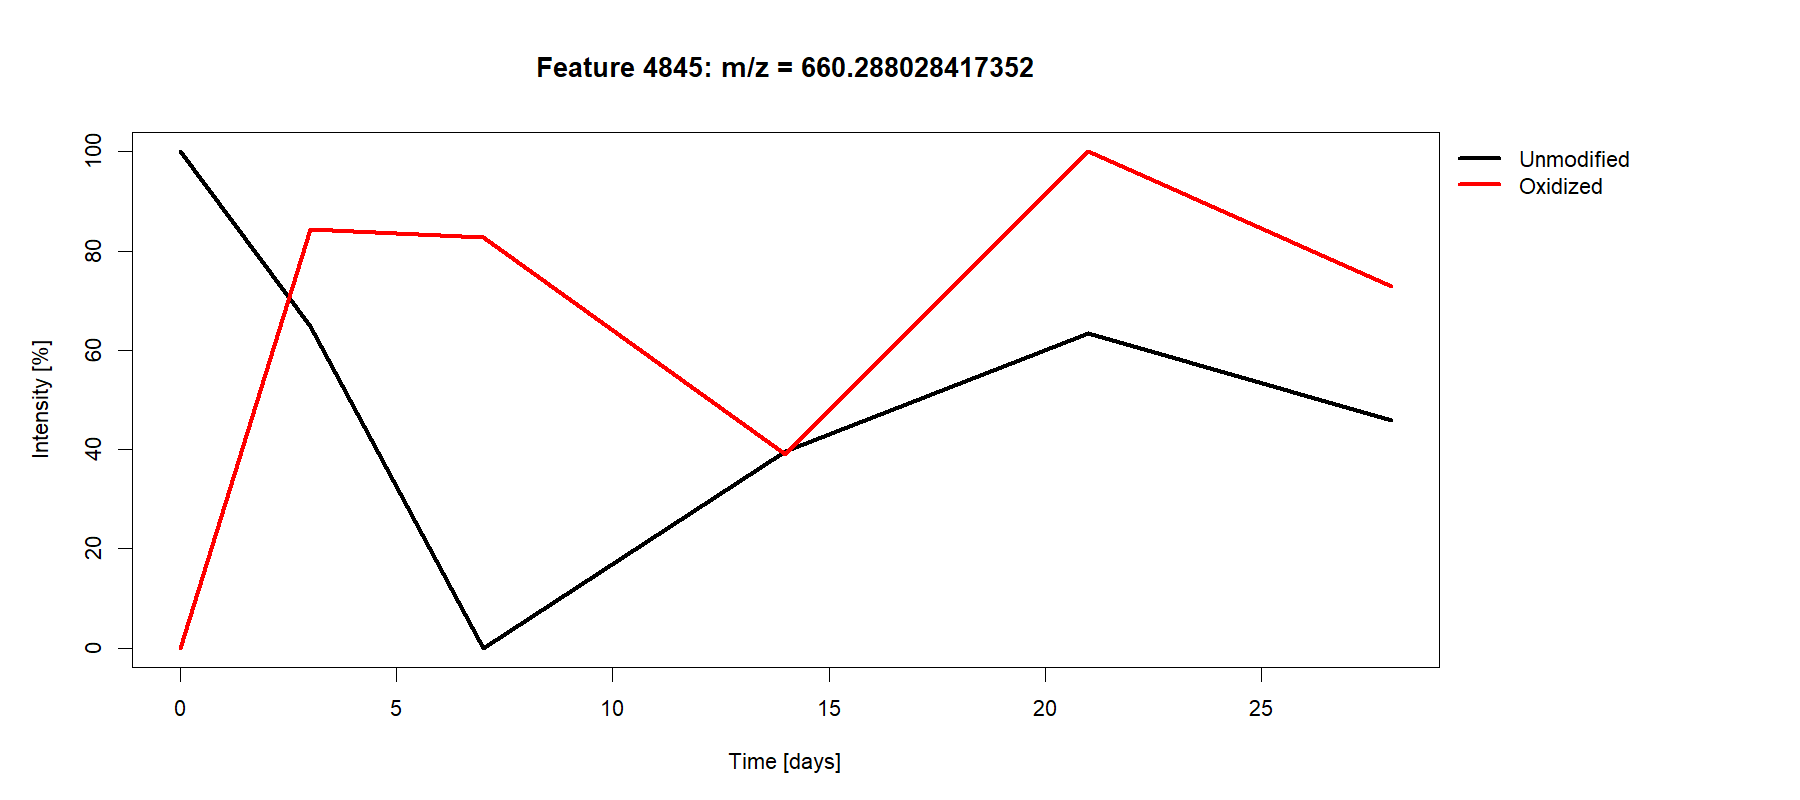 Feature 4845: m/z = 660.288028417352
Unmodified
Oxidized
Intensity [%]
100
80
60
40
20
0
0 5 10 15 20 25
Time [days]